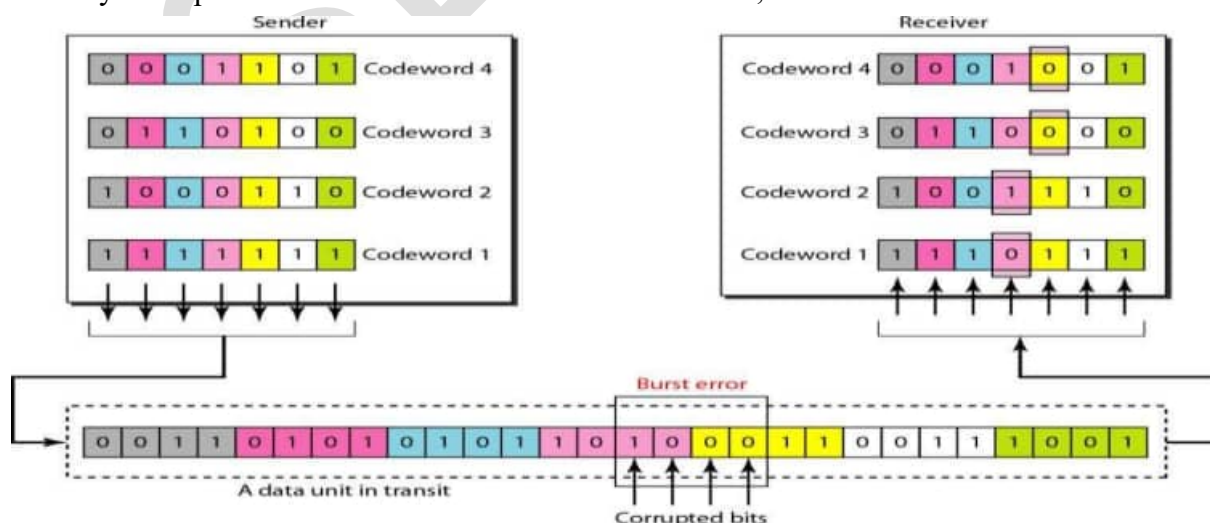 Sender
0 0 0 1 1 0 1 Codeword 4
0 1 1 0 1 0 0 Codeword 3
1 0 0 0 1 1 0 Codeword 2
1 1 1 1 1 1 1 Codeword 1
Receiver
Codeword 4 0 0 0 1 0 0 1
Codeword 3 0 1 1 0 0 0 0
Codeword 2 1 0 0 1 1 1 0
Codeword 1 1 1 1 0 1 1 1
Burst error
0 0 1 1 0 1 0 1 0 1 0 1 1 0 1 0 0 0 1 1 0 0 1 1 1 0 0 1
A data unit in transit
Corrupted bits